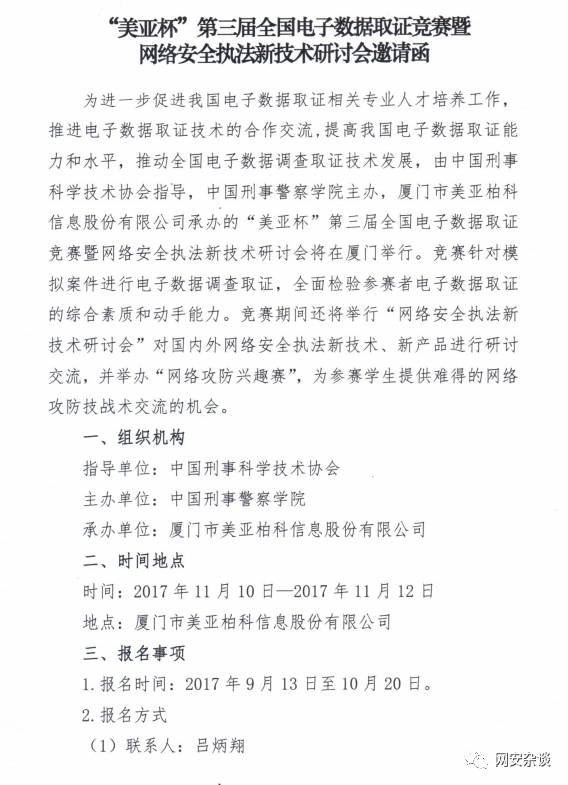 “美亚杯”第三届全国电子数据取证竞赛暨
网络安全执法新技术研讨会邀请函
为进一步促进我国电子数据取证相关专业人才培养工作，
推进电子数据取证技术的合作交流,提高我国电子数据取证能
力和水平，推动全国电子数据调查取证技术发展，由中国刑事
科学技术协会指导，中国刑事警察学院主办，厦门市美亚柏科
信息股份有限公司承办的“美亚杯”第三届全国电子数据取证
竞赛暨网络安全执法新技术研讨会将在厦门举行。竞赛针对模
拟案件进行电子数据调查取证，全面检验参赛者电子数据取证
的综合素质和动手能力。竞赛期间还将举行“网络安全执法新
技术研讨会”对国内外网络安全执法新技术、新产品进行研讨
交流，并举办“网络攻防兴趣赛”，为参赛学生提供难得的网络
攻防技战术交流的机会。
一、组织机构
指导单位：中国刑事科学技术协会
主办单位：中国刑事警察学院
承办单位：厦门市美亚柏科信息股份有限公司
二、时间地点
时间：2017 年 11 月 10 日—2017 年 11 月 12 日
地点：厦门市美亚柏科信息股份有限公司
三、报名事项
1.报名时间：2017 年 9 月 13 日至 10 月 20 日。
2.报名方式
（1）联系人：吕炳翔
网安杂谈